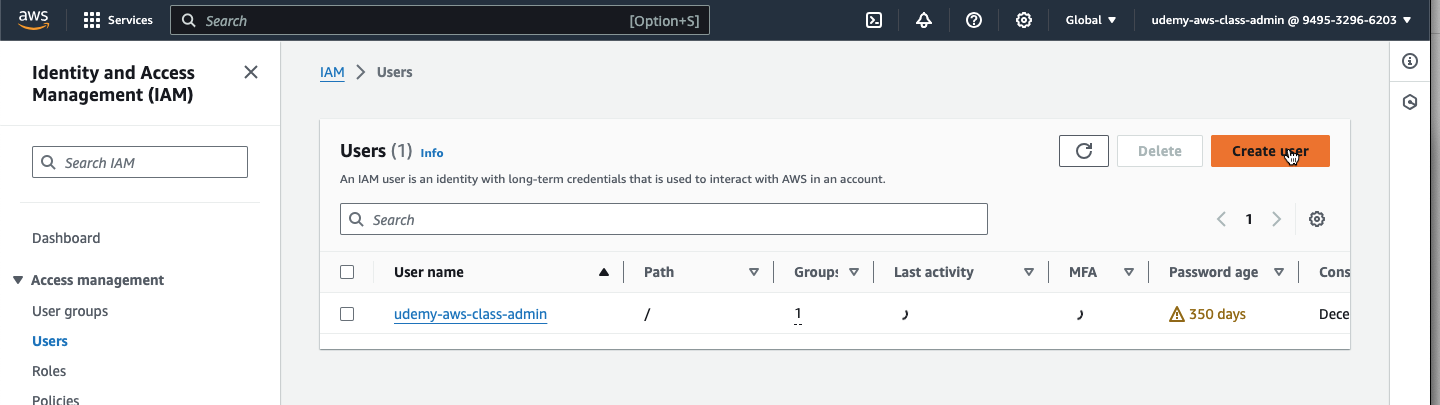 aws
Services
Search
[Option+S]
Global
udemy-aws-class-admin @ 9495-3296-6203
Identity and Access
Management (IAM)
Search IAM
Dashboard
Access management
User groups
Users
Roles
Policies
IAM
Users
Users (1) Info
An IAM user is an identity with long-term credentials that is used to interact with AWS in an account.
Delete
Create user
Search
1
User name
Path
Groups
Last activity
MFA
Password age
Cons
udemy-aws-class-admin
/
1
350 days
Dece